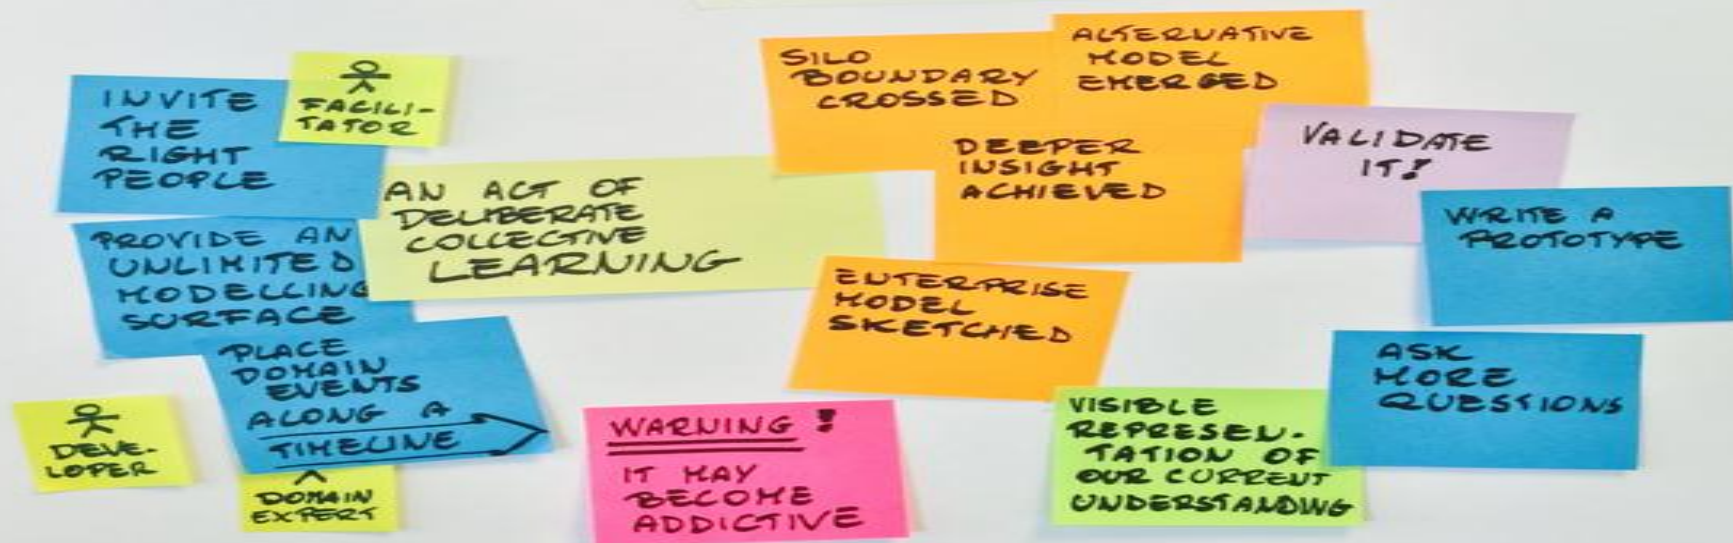 INVITE
THE
RIGHT
PEOPLE
FACILI-
TATOR
PROVIDE AN
UNLIMITED
MODELLING
SURFACE
PLACE
DOMAIN
EVENTS
ALONG A
TIMELINE
DEVE-
LOPER
DOMAIN
EXPERT
AN ACT OF
DELIBERATE
COLLECTIVE
LEARNING
SILO
BOUNDARY
CROSSED
ALTERNATIVE
MODEL
EMERGED
DEEPER
INSIGHT
ACHIEVED
ENTERPRISE
MODEL
SKETCHED
WARNING!
IT MAY
BECOME
ADDICTIVE
VALIDATE
IT!
WRITE A
PROTOTYPE
ASK
MORE
QUESTIONS
VISIBLE
REPRESEN-
TATION OF
OUR CURRENT
UNDERSTANDING